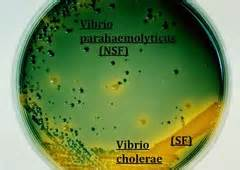 Vibrio
parahaemolyticus
(NSF)
Vibrio (SF)
cholerae